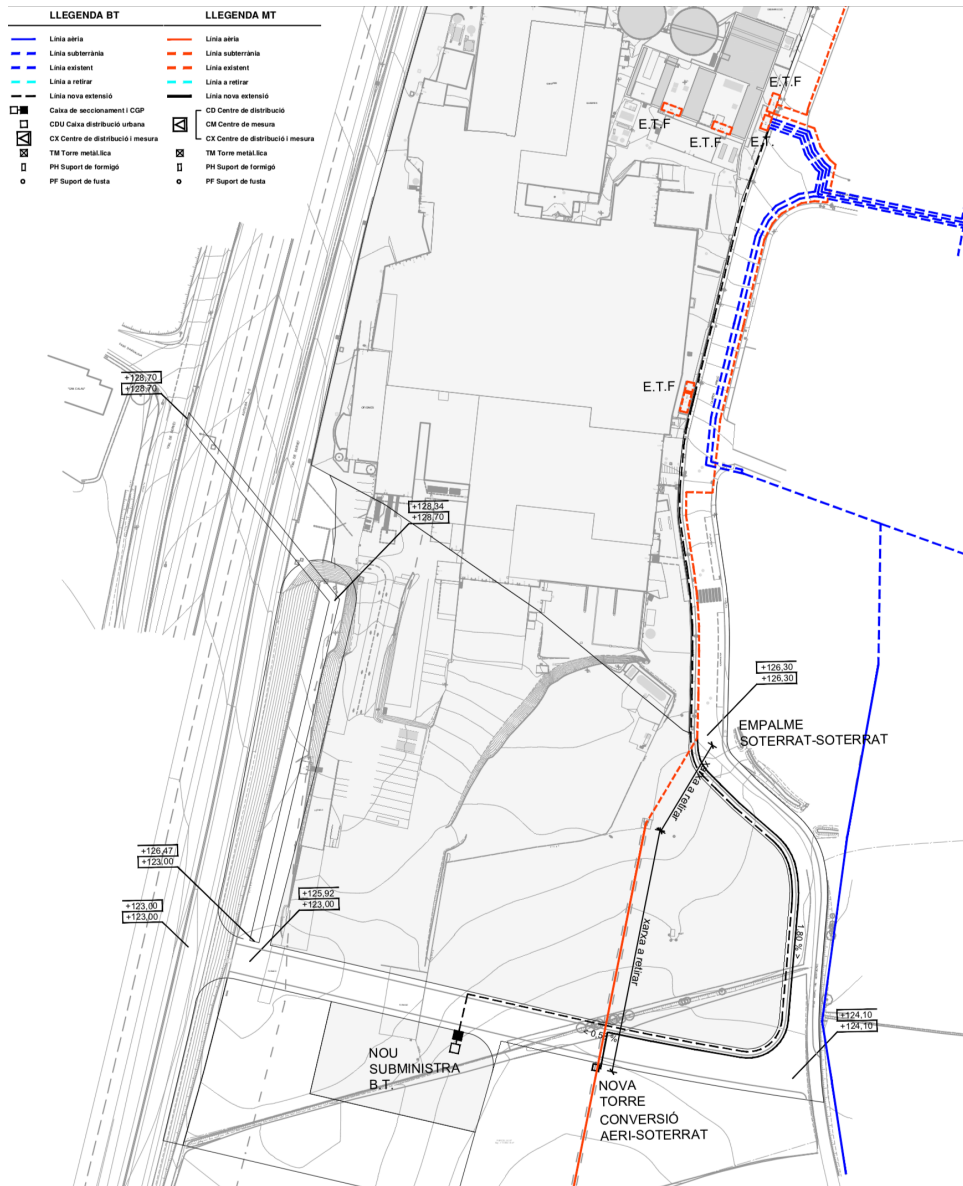 LLEGENDA BT
Línia aèria
Línia subterrània
Línia existent
Línia a retirar
Línia nova extensió
Caixa de seccionament i CGP
CDU Caixa distribució urbana
CX Centre de distribució i mesura
TM Torre metàl.lica
PH Suport de formigó
PF Suport de fusta
LLEGENDA MT
Línia aèria
Línia subterrània
Línia existent
Línia a retirar
Línia nova extensió
CD Centre de distribució
CM Centre de mesura
CX Centre de distribució i mesura
TM Torre metàl.lica
PH Suport de formigó
PF Suport de fusta
E.T.F
E.T.F
E.T.F
E.T.
E.T.F
+128,70
+128,70
+128,34
+128,70
+126,30
+126,30
EMPALME
SOTERRAT-SOTERRAT
xarxa a retirar
xarxa a retirar
+126,47
+123,00
+123,00
+123,00
+125,92
+123,00
1,80 % >
+124,10
+124,10
NOU
SUBMINISTRA
B.T.
NOVA
TORRE
CONVERSIÓ
AERI-SOTERRAT